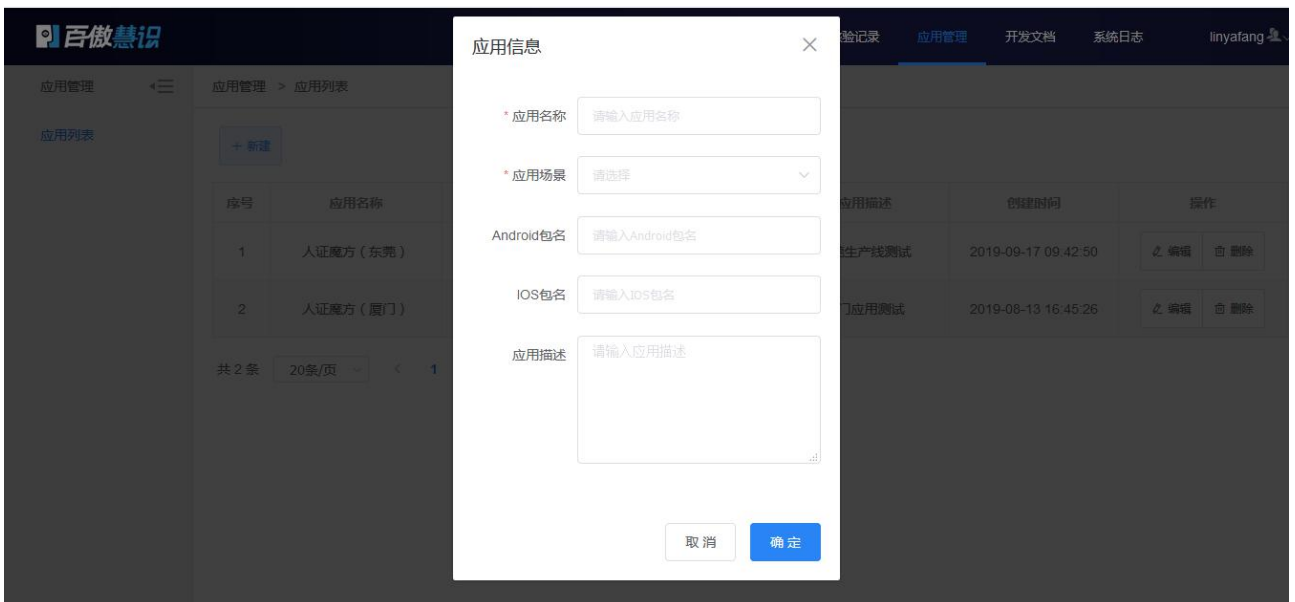 百傲慧识
验记录 应用管理 开发文档 系统日志 linyafang
应用管理
应用列表
应用管理 > 应用列表
+ 新建
序号 应用名称 应用描述 创建时间 操作
1 人证魔方（东莞） 生产线测试 2019-09-17 09:42:50 编辑 删除
2 人证魔方（厦门） 门应用测试 2019-08-13 16:45:26 编辑 删除
共 2 条 20条/页 < 1
应用信息
* 应用名称 请输入应用名称
* 应用场景 请选择
Android包名 请输入Android包名
IOS包名 请输入IOS包名
应用描述 请输入应用描述
取 消 确 定